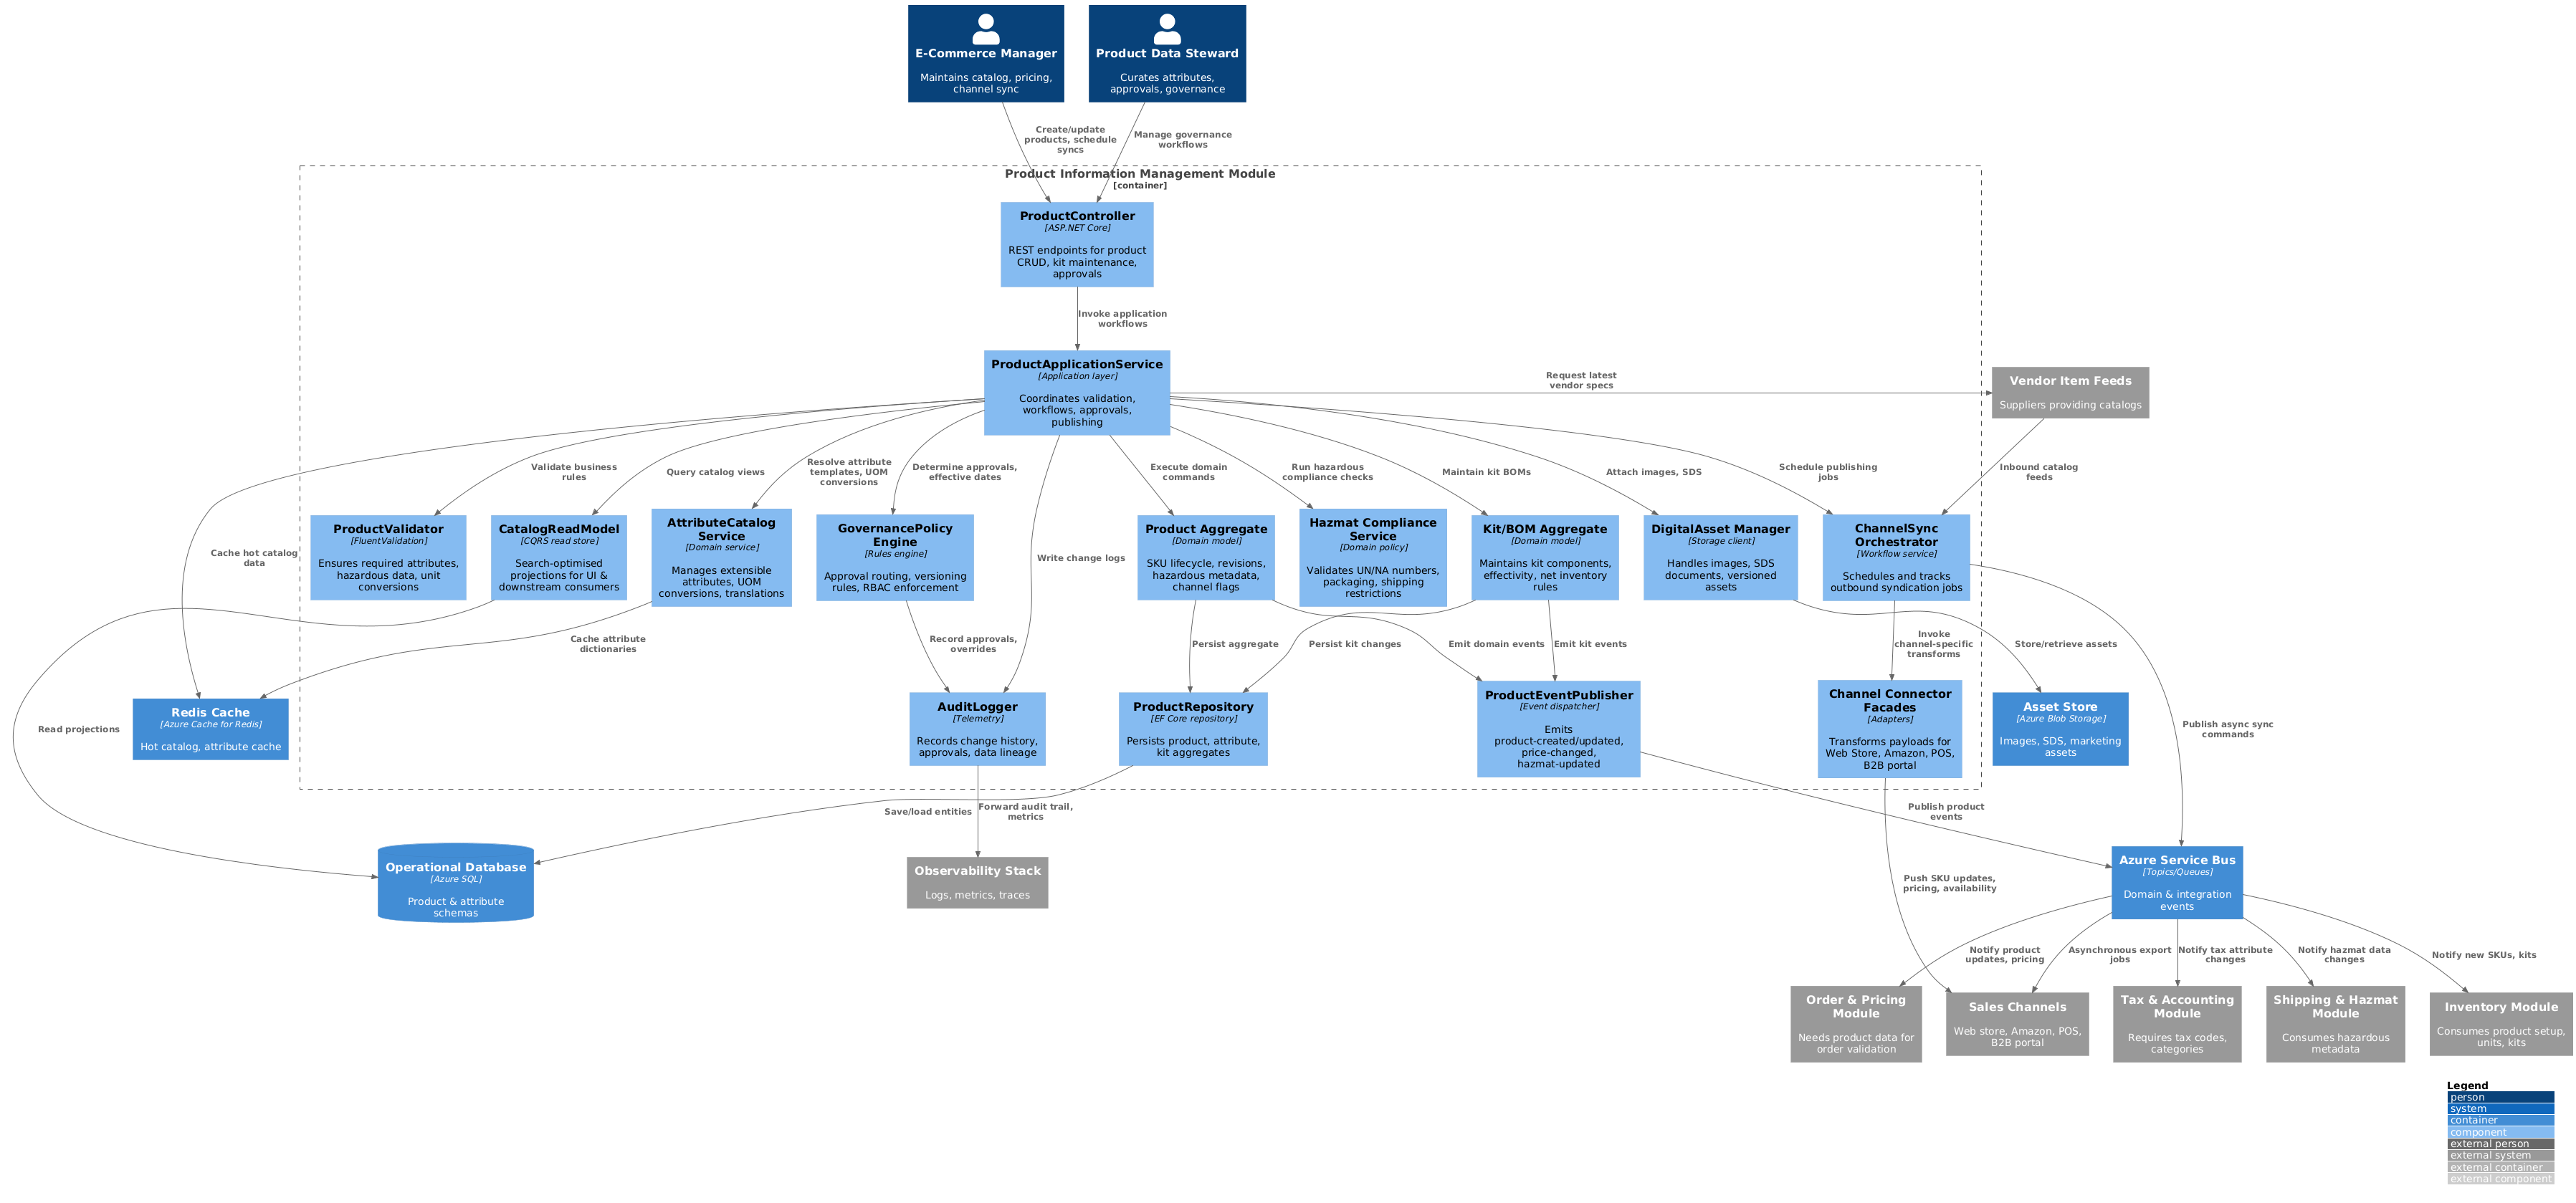 E-Commerce Manager
Maintains catalog, pricing,
channel sync
Product Data Steward
Curates attributes,
approvals, governance
Create/update
products, schedule
syncs
Manage governance
workflows
Product Information Management Module
[container]
ProductController
[ASP.NET Core]
REST endpoints for product
CRUD, kit maintenance,
approvals
Invoke application
workflows
ProductApplicationService
[Application layer]
Coordinates validation,
workflows, approvals,
publishing
Request latest
vendor specs
Vendor Item Feeds
Suppliers providing catalogs
Validate business
rules
Query catalog views
Resolve attribute
templates, UOM
conversions
Determine approvals,
effective dates
Execute domain
commands
Run hazardous
compliance checks
Maintain kit BOMs
Attach images, SDS
Schedule publishing
jobs
Inbound catalog
feeds
Cache hot catalog
data
ProductValidator
[FluentValidation]
Ensures required attributes,
hazardous data, unit
conversions
CatalogReadModel
[CQRS read store]
Search-optimised
projections for UI &
downstream consumers
AttributeCatalog
Service
[Domain service]
Manages extensible
attributes, UOM
conversions, translations
GovernancePolicy
Engine
[Rules engine]
Approval routing, versioning
rules, RBAC enforcement
Write change logs
Product Aggregate
[Domain model]
SKU lifecycle, revisions,
hazardous metadata,
channel flags
Hazmat Compliance
Service
[Domain policy]
Validates UN/NA numbers,
packaging, shipping
restrictions
Kit/BOM Aggregate
[Domain model]
Maintains kit components,
effectivity, net inventory
rules
DigitalAsset Manager
[Storage client]
Handles images, SDS
documents, versioned
assets
ChannelSync
Orchestrator
[Workflow service]
Schedules and tracks
outbound syndication jobs
Cache attribute
dictionaries
Record approvals,
overrides
Persist aggregate
Persist kit changes
Emit domain events
Emit kit events
Invoke
channel-specific
transforms
Store/retrieve assets
Read projections
Redis Cache
[Azure Cache for Redis]
Hot catalog, attribute cache
AuditLogger
[Telemetry]
Records change history,
approvals, data lineage
ProductRepository
[EF Core repository]
Persists product, attribute,
kit aggregates
ProductEventPublisher
[Event dispatcher]
Emits
product-created/updated,
price-changed,
hazmat-updated
Channel Connector
Facades
[Adapters]
Transforms payloads for
Web Store, Amazon, POS,
B2B portal
Asset Store
[Azure Blob Storage]
Images, SDS, marketing
assets
Publish async sync
commands
Save/load entities
Forward audit trail,
metrics
Publish product
events
Operational Database
[Azure SQL]
Product & attribute
schemas
Observability Stack
Logs, metrics, traces
Push SKU updates,
pricing, availability
Azure Service Bus
[Topics/Queues]
Domain & integration
events
Notify product
updates, pricing
Asynchronous export
jobs
Notify tax attribute
changes
Notify hazmat data
changes
Notify new SKUs, kits
Order & Pricing
Module
Needs product data for
order validation
Sales Channels
Web store, Amazon, POS,
B2B portal
Tax & Accounting
Module
Requires tax codes,
categories
Shipping & Hazmat
Module
Consumes hazardous
metadata
Inventory Module
Consumes product setup,
units, kits
Legend
person
system
container
component
external person
external system
external container
external component